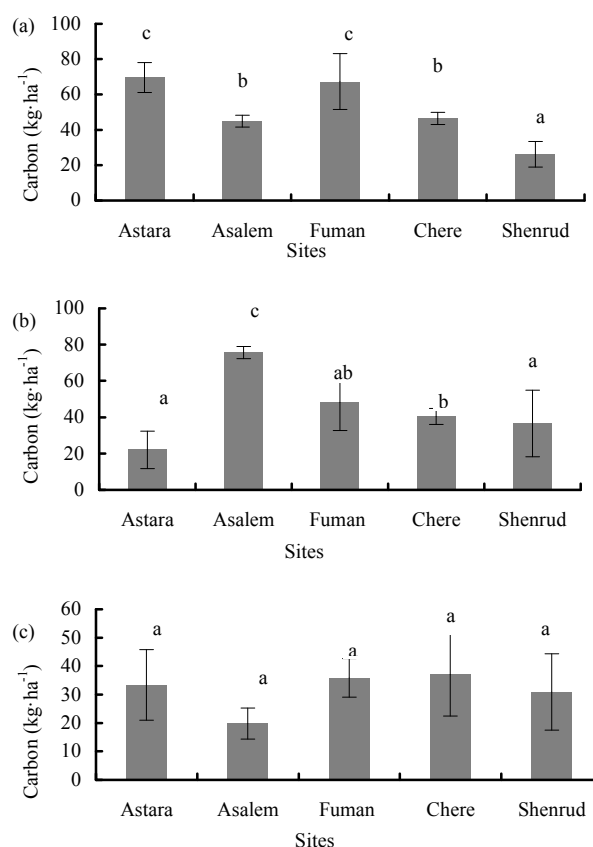 (a)
Carbon (kg·ha⁻¹)
100
80
60
40
20
0
c
b
c
b
a
Astara Asalem Fuman Chere Shenrud
Sites
(b)
Carbon (kg·ha⁻¹)
100
80
60
40
20
0
a
c
ab
b
a
Astara Asalem Fuman Chere Shenrud
Sites
(c)
Carbon (kg·ha⁻¹)
60
50
40
30
20
10
0
a
a
a
a
a
Astara Asalem Fuman Chere Shenrud
Sites